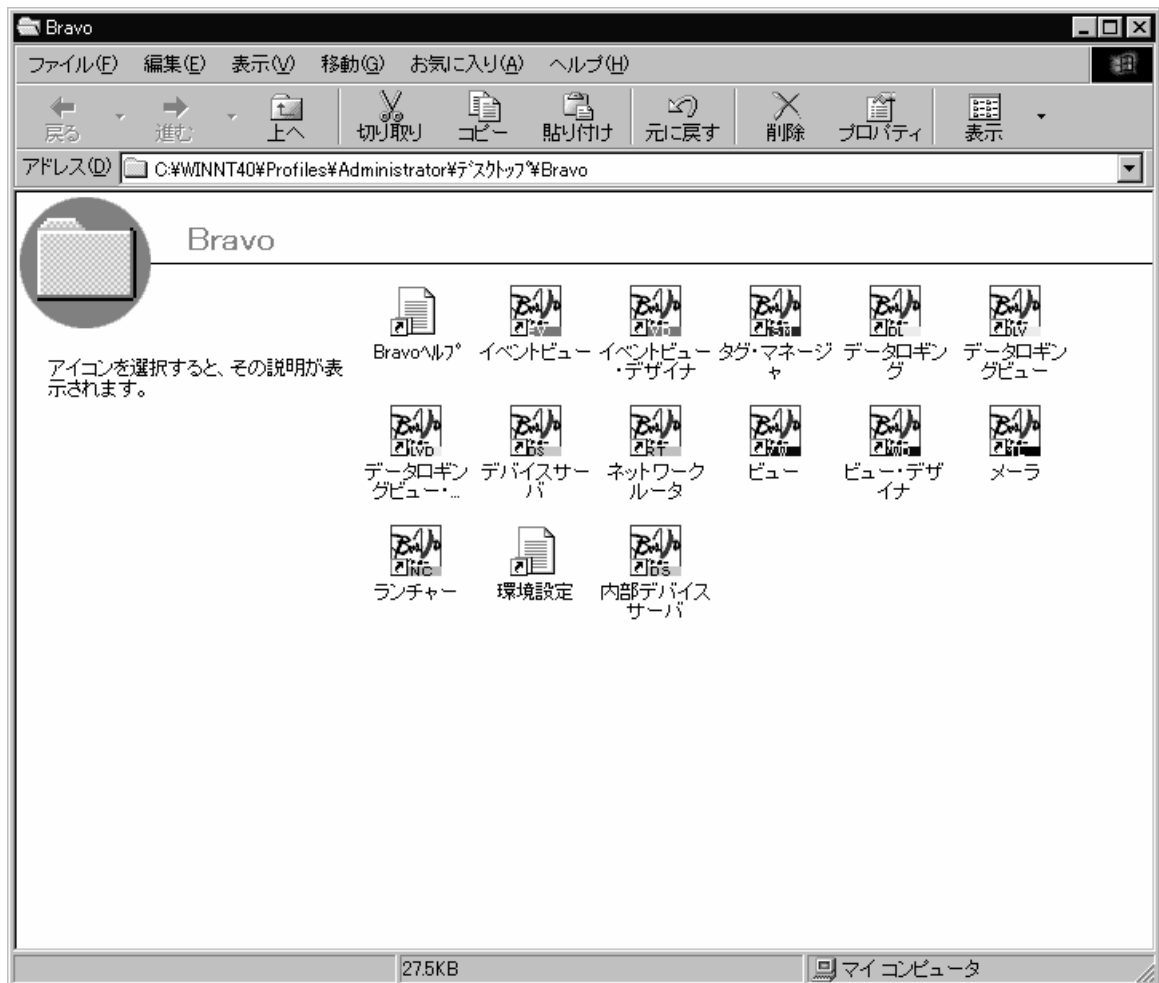 Bravo
ファイル(F) 編集(E) 表示(V) 移動(G) お気に入り(A) ヘルプ(H)
戻る 進む 上へ 切り取り コピー 貼り付け 元に戻す 削除 プロパティ 表示
アドレス(D) C:¥WINNT40¥Profiles¥Administrator¥ﾃﾞｽｸﾄｯﾌﾟ¥Bravo
Bravo
アイコンを選択すると、その説明が表
示されます。
Bravoﾍﾙﾌﾟ イベントビュー イベントビュー タグ・マネージ データロギン データロギン
・デザイナ ャ グ グビュー
データロギン デバイスサー ネットワーク ビュー ビュー・デザ メーラ
グビュー・... バ ルータ イナ
ランチャー 環境設定 内部デバイス
サーバ
27.5KB マイ コンピュータ